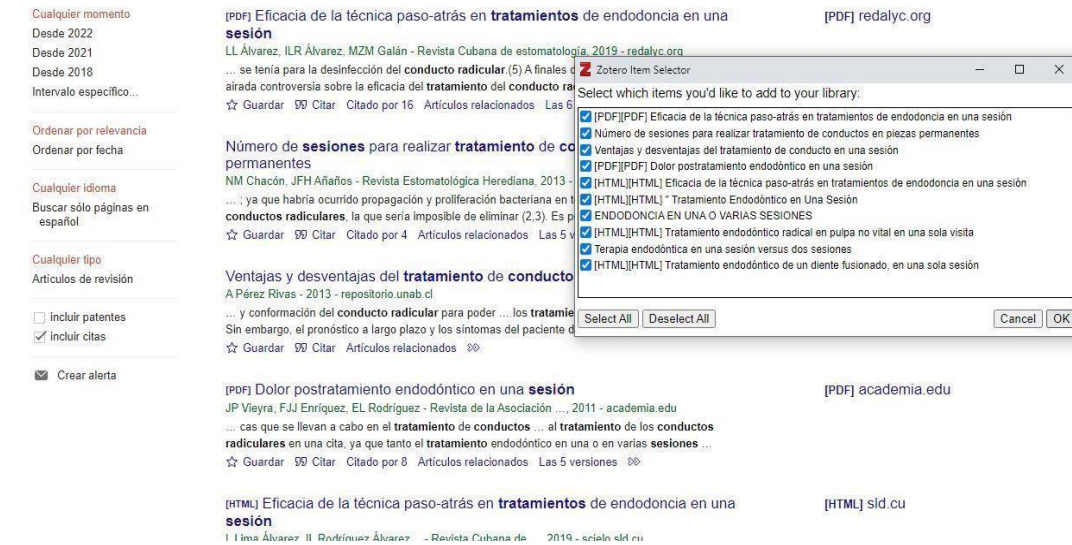 Cualquier momento
Desde 2022
Desde 2021
Desde 2018
Intervalo específico...
Ordenar por relevancia
Ordenar por fecha
Cualquier idioma
Buscar sólo páginas en
español
Cualquier tipo
Artículos de revisión
incluir patentes
incluir citas
Crear alerta
[PDF] Eficacia de la técnica paso-atrás en tratamientos de endodoncia en una
sesión
[PDF] redalyc.org
LL Álvarez, ILR Álvarez, MZM Galán - Revista Cubana de estomatología, 2019 - redalyc.org
... se tenía para la desinfección del conducto radicular.(5) A finales d
airada controversia sobre la eficacia del tratamiento del conducto ra
Guardar Citar Citado por 16 Artículos relacionados Las 6
Número de sesiones para realizar tratamiento de co
permanentes
NM Chacón, JFH Añaños - Revista Estomatológica Herediana, 2013 -
... ; ya que habría ocurrido propagación y proliferación bacteriana en t
conductos radiculares, la que sería imposible de eliminar (2,3). Es p
Guardar Citar Citado por 4 Artículos relacionados Las 5 v
Ventajas y desventajas del tratamiento de conducto
A Pérez Rivas - 2013 - repositorio.unab.cl
... y conformación del conducto radicular para poder ... los tratamie
Sin embargo, el pronóstico a largo plazo y los síntomas del paciente d
Guardar Citar Artículos relacionados
[PDF] Dolor postratamiento endodóntico en una sesión
[PDF] academia.edu
JP Vieyra, FJJ Enríquez, EL Rodríguez - Revista de la Asociación ..., 2011 - academia.edu
... cas que se llevan a cabo en el tratamiento de conductos ... al tratamiento de los conductos
radiculares en una cita, ya que tanto el tratamiento endodóntico en una o en varias sesiones ...
Guardar Citar Citado por 8 Artículos relacionados Las 5 versiones
[HTML] Eficacia de la técnica paso-atrás en tratamientos de endodoncia en una
sesión
[HTML] sld.cu
L Lima Álvarez, IL Rodríguez Álvarez... - Revista Cubana de ..., 2019 - scielo.sld.cu
Z Zotero Item Selector
Select which items you'd like to add to your library:
[PDF][PDF] Eficacia de la técnica paso-atrás en tratamientos de endodoncia en una sesión
Número de sesiones para realizar tratamiento de conductos en piezas permanentes
Ventajas y desventajas del tratamiento de conducto en una sesión
[PDF][PDF] Dolor postratamiento endodóntico en una sesión
[HTML][HTML] Eficacia de la técnica paso-atrás en tratamientos de endodoncia en una sesión
[HTML][HTML] " Tratamiento Endodóntico en Una Sesión
ENDODONCIA EN UNA O VARIAS SESIONES
[HTML][HTML] Tratamiento endodóntico radical en pulpa no vital en una sola visita
Terapia endodóntica en una sesión versus dos sesiones
[HTML][HTML] Tratamiento endodóntico de un diente fusionado, en una sola sesión
Select All Deselect All Cancel OK